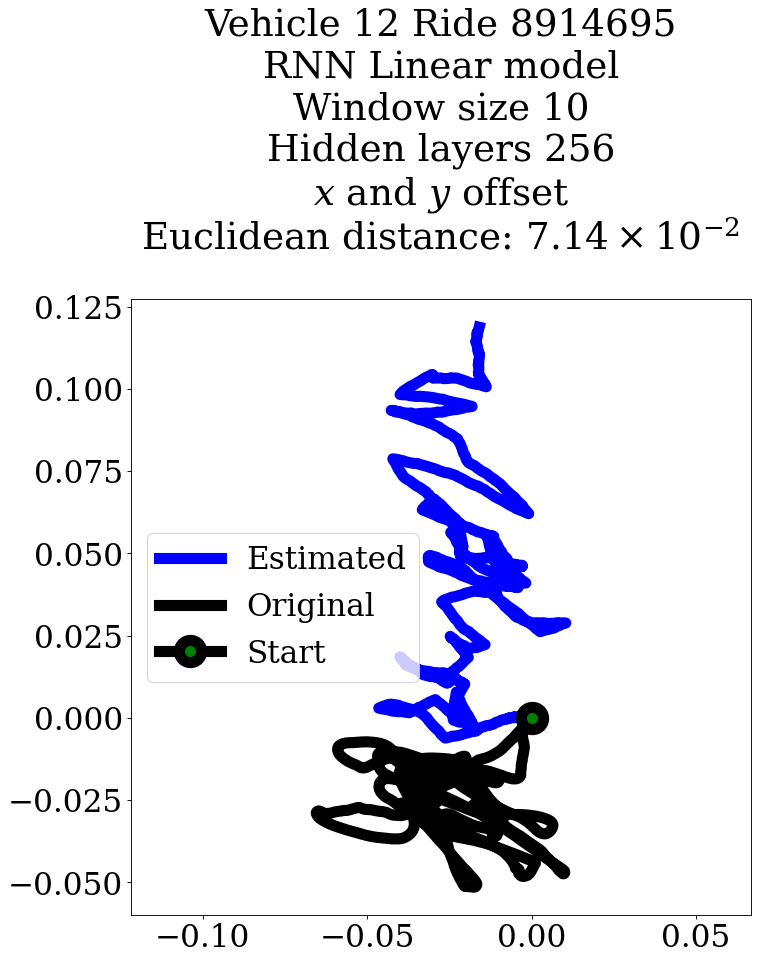 Vehicle 12 Ride 8914695
RNN Linear model
Window size 10
Hidden layers 256
x and y offset
Euclidean distance: 7.14 × 10⁻²
0.125
0.100
0.075
0.050
0.025
0.000
−0.025
−0.050
Estimated
Original
Start
−0.10
−0.05
0.00
0.05